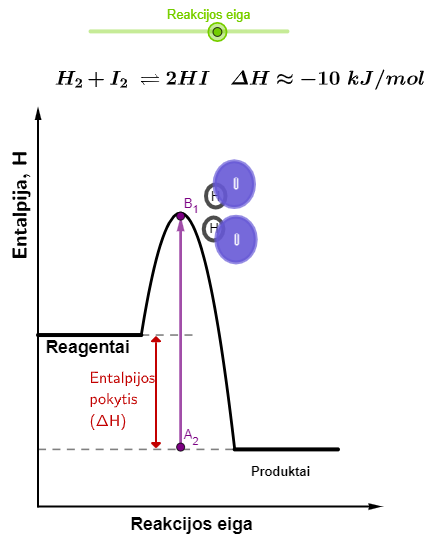 Reakcijos eiga
H₂ + I₂ ⇌ 2HI ΔH ≈ −10 kJ/mol
Entalpija, H
B₁
H I
H I
Reagentai
Entalpijos
pokytis
(ΔH)
A₂
Produktai
Reakcijos eiga